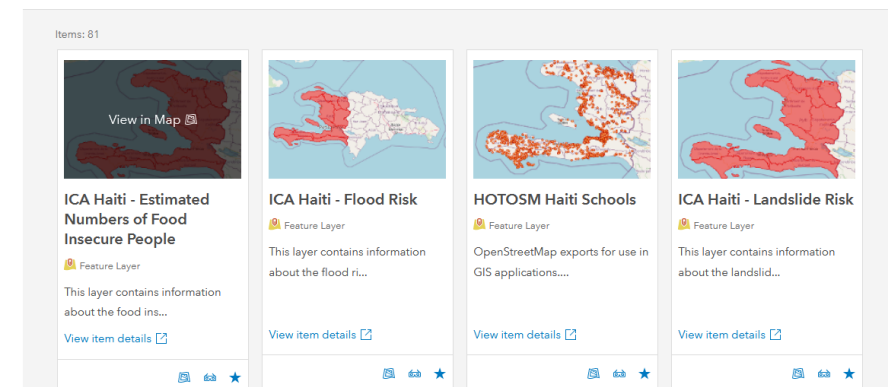 Items: 81
View in Map
ICA Haiti - Estimated
Numbers of Food
Insecure People
Feature Layer
This layer contains information
about the food ins...
View item details
ICA Haiti - Flood Risk
Feature Layer
This layer contains information
about the flood ri...
View item details
HOTOSM Haiti Schools
Feature Layer
OpenStreetMap exports for use in
GIS applications....
View item details
ICA Haiti - Landslide Risk
Feature Layer
This layer contains information
about the landslid...
View item details